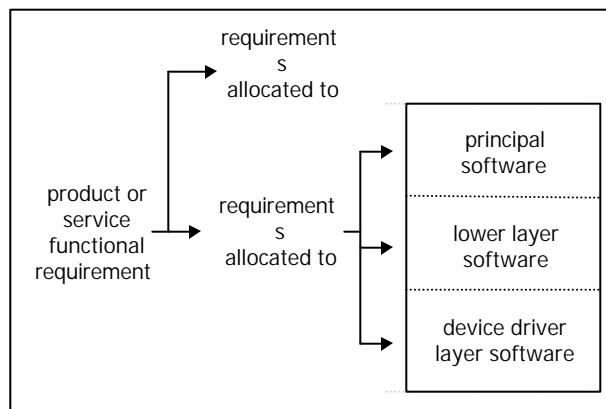 requirement
s
allocated to
product or
service
functional
requirement
requirement
s
allocated to
principal
software
lower layer
software
device driver
layer software